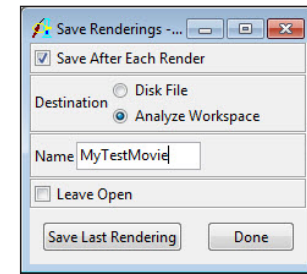 Save Renderings -...
Save After Each Render
Destination
Disk File
Analyze Workspace
Name MyTestMovie
Leave Open
Save Last Rendering Done